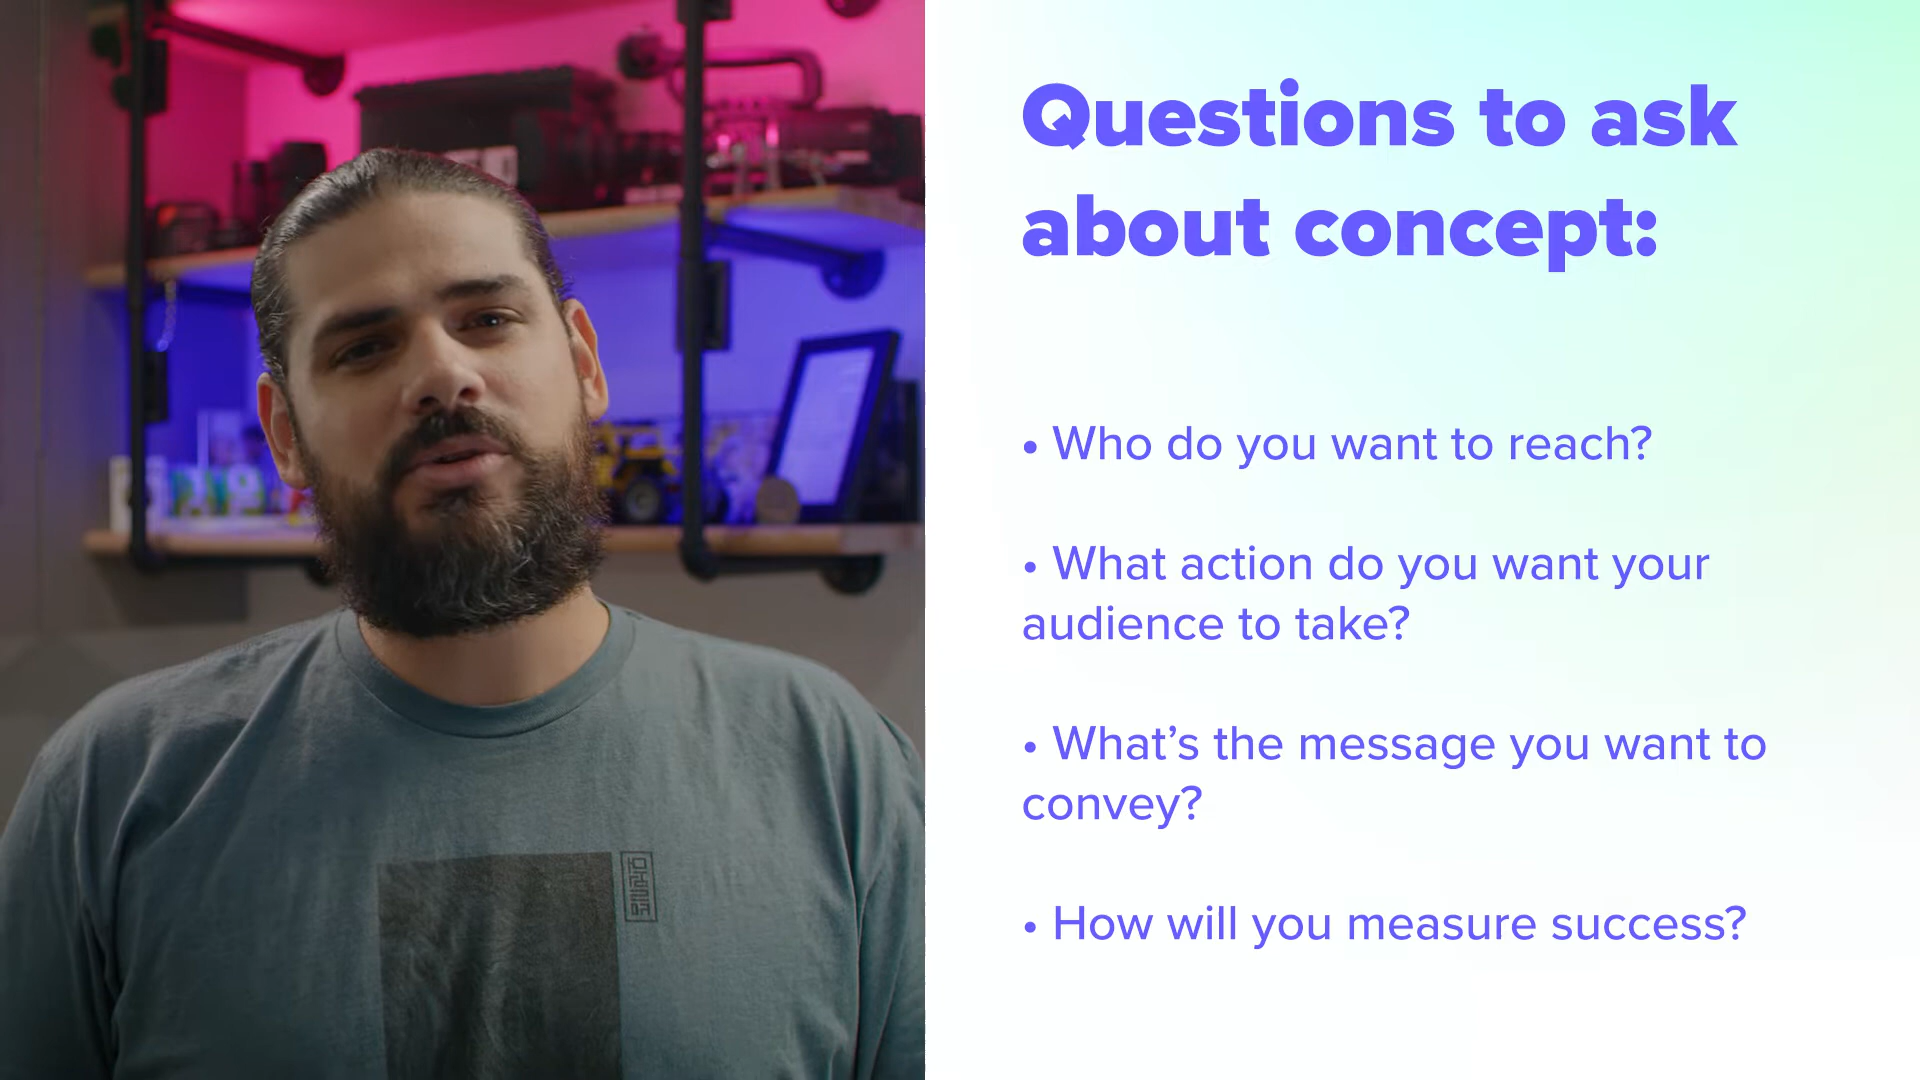 Questions to ask
about concept:
• Who do you want to reach?
• What action do you want your
audience to take?
• What’s the message you want to
convey?
• How will you measure success?